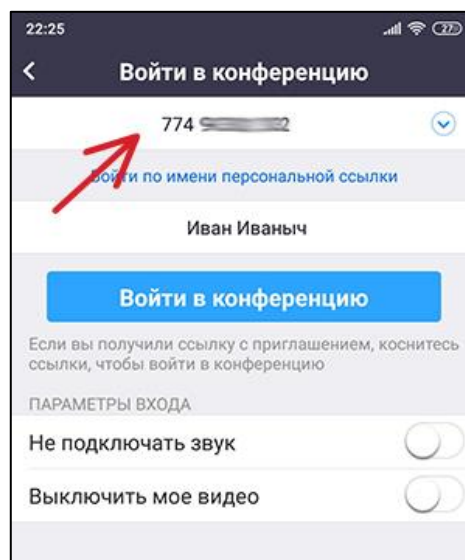 22:25 27
Войти в конференцию
774 2
Войти по имени персональной ссылки
Иван Иваныч
Войти в конференцию
Если вы получили ссылку с приглашением, коснитесь
ссылки, чтобы войти в конференцию
ПАРАМЕТРЫ ВХОДА
Не подключать звук
Выключить мое видео